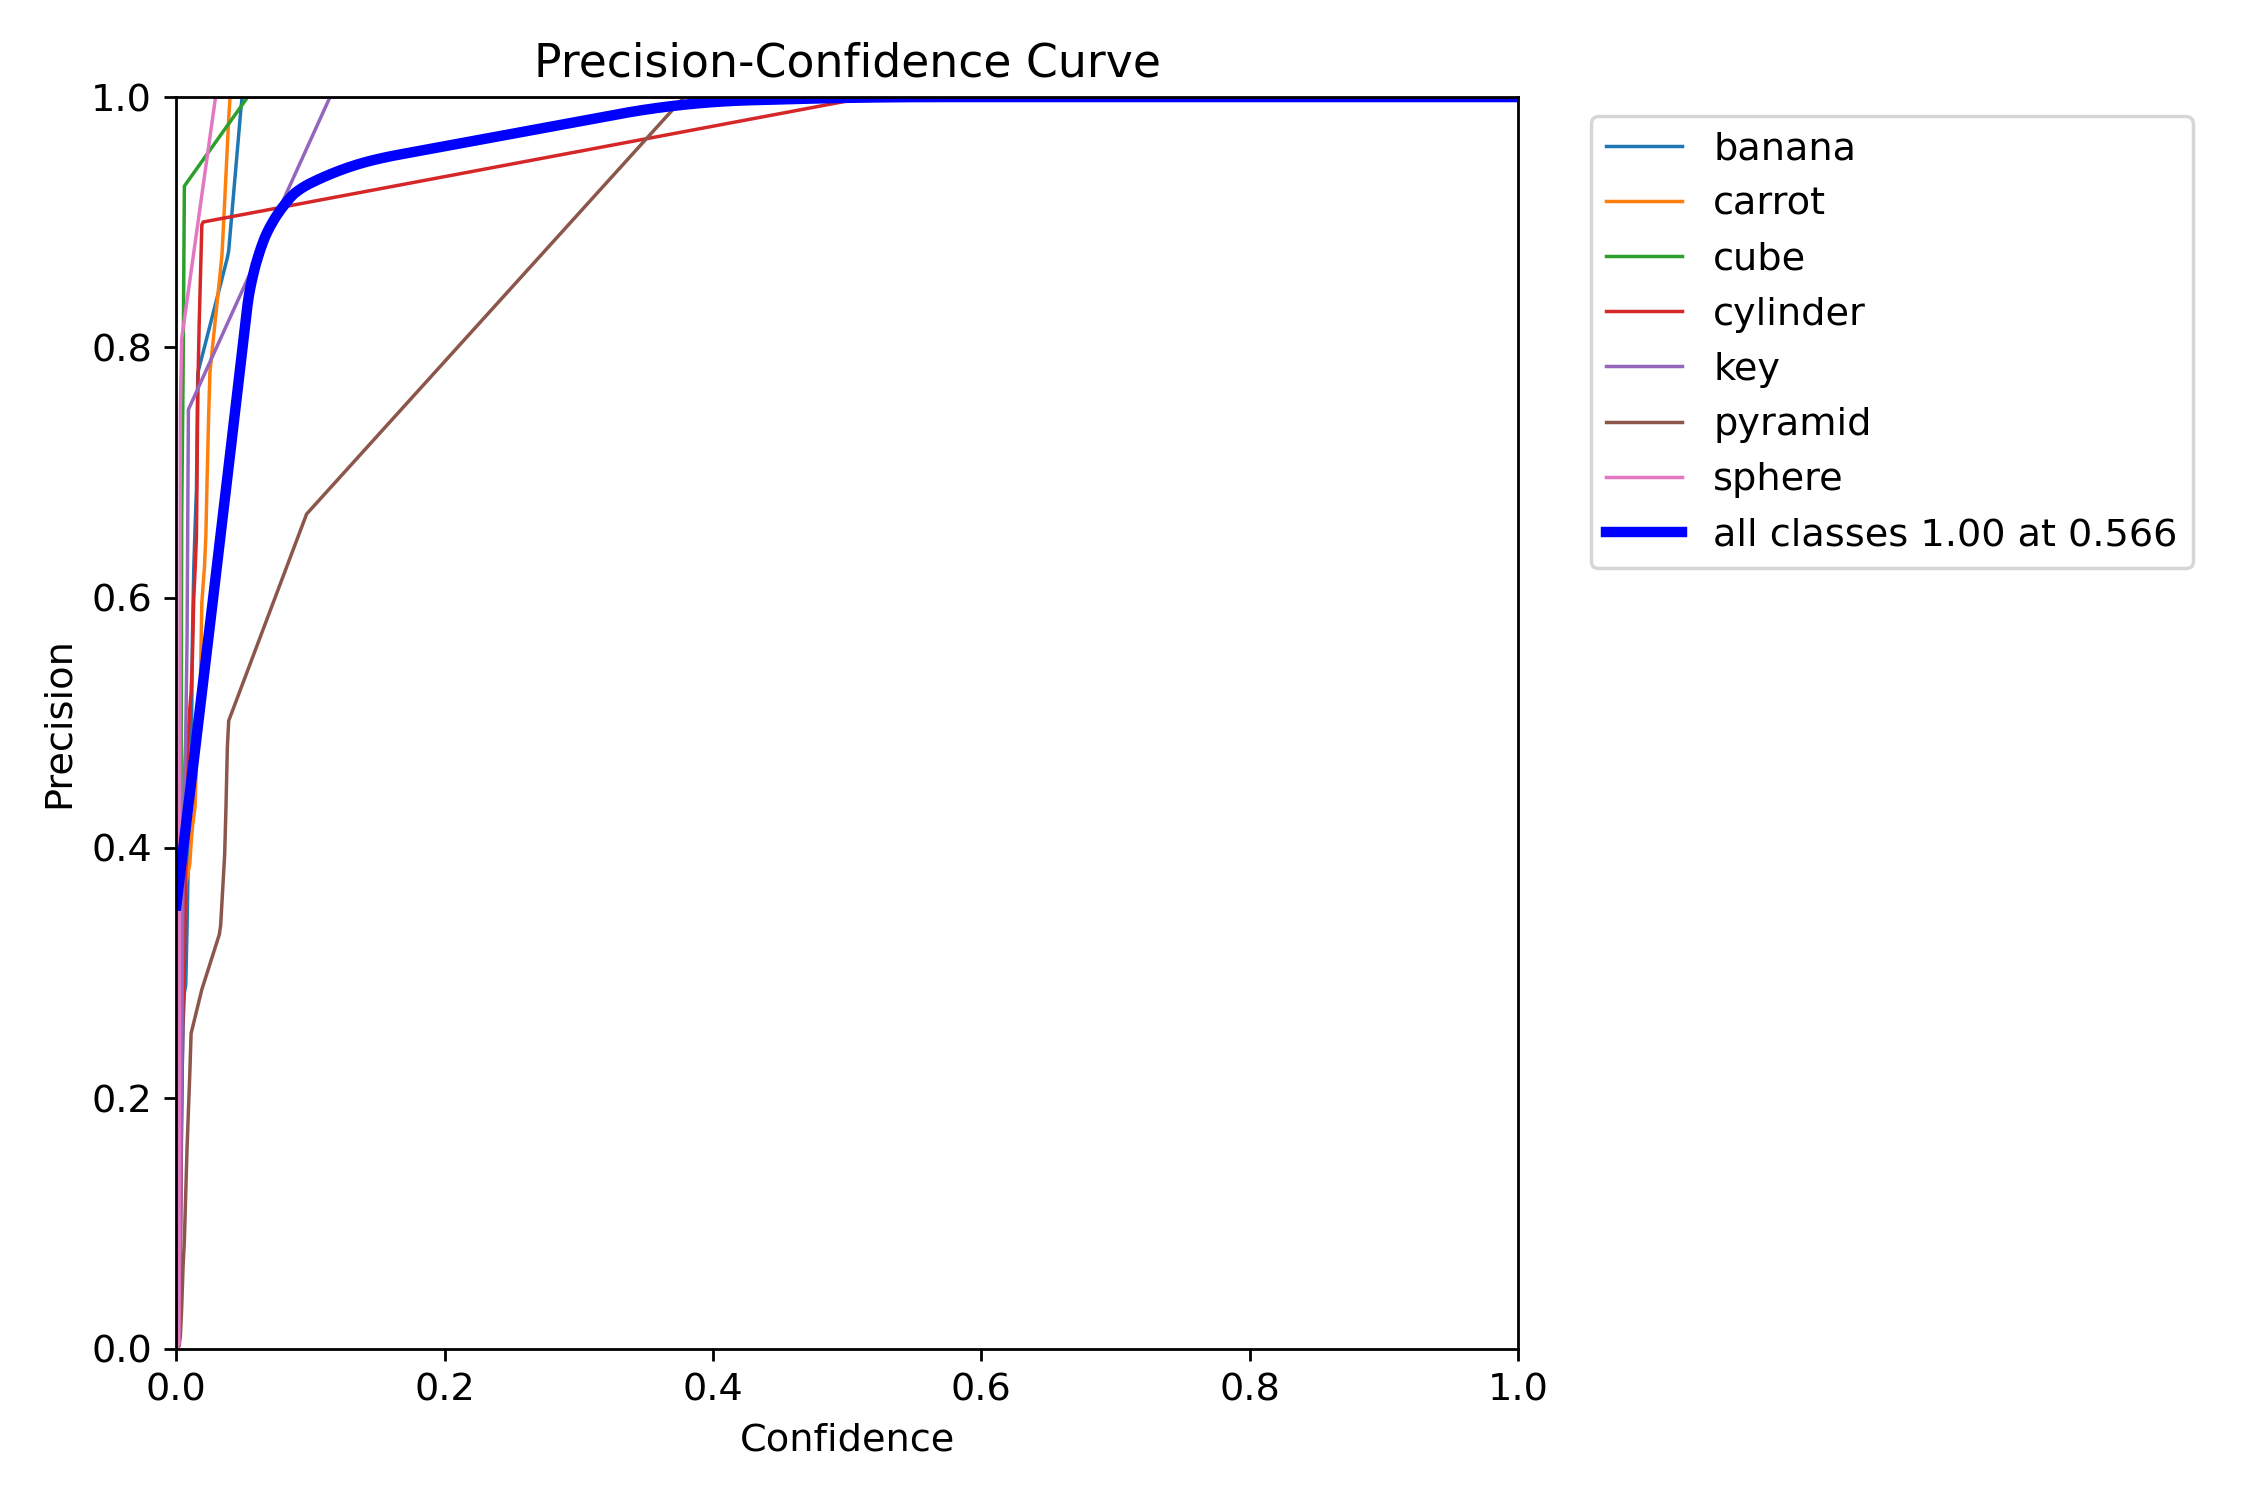 Precision-Confidence Curve
1.0
0.8
0.6
0.4
0.2
0.0
Precision
0.0 0.2 0.4 0.6 0.8 1.0
Confidence
banana
carrot
cube
cylinder
key
pyramid
sphere
all classes 1.00 at 0.566